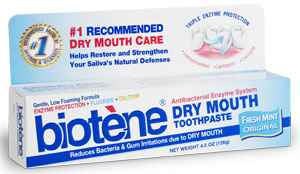 #1 RECOMMENDED
DRY MOUTH CARE
Helps Restore and Strengthen
Your Saliva's Natural Defenses
TRIPLE ENZYME PROTECTION
#1
Gentle, Low Foaming Formula
ENZYME PROTECTION • FLUORIDE • CALCIUM
Antibacterial Enzyme System
biotene
biotène®
DRY MOUTH
TOOTHPASTE
FRESH MINT
ORIGINAL
Reduces Bacteria & Gum Irritations due to DRY MOUTH
NET WEIGHT 4.5 OZ.